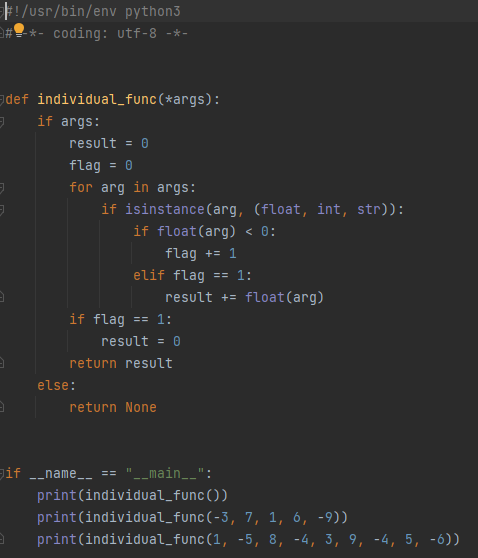 #!/usr/bin/env python3
# -*- coding: utf-8 -*-
def individual_func(*args):
if args:
result = 0
flag = 0
for arg in args:
if isinstance(arg, (float, int, str)):
if float(arg) < 0:
flag += 1
elif flag == 1:
result += float(arg)
if flag == 1:
result = 0
return result
else:
return None
if __name__ == "__main__":
print(individual_func())
print(individual_func(-3, 7, 1, 6, -9))
print(individual_func(1, -5, 8, -4, 3, 9, -4, 5, -6))